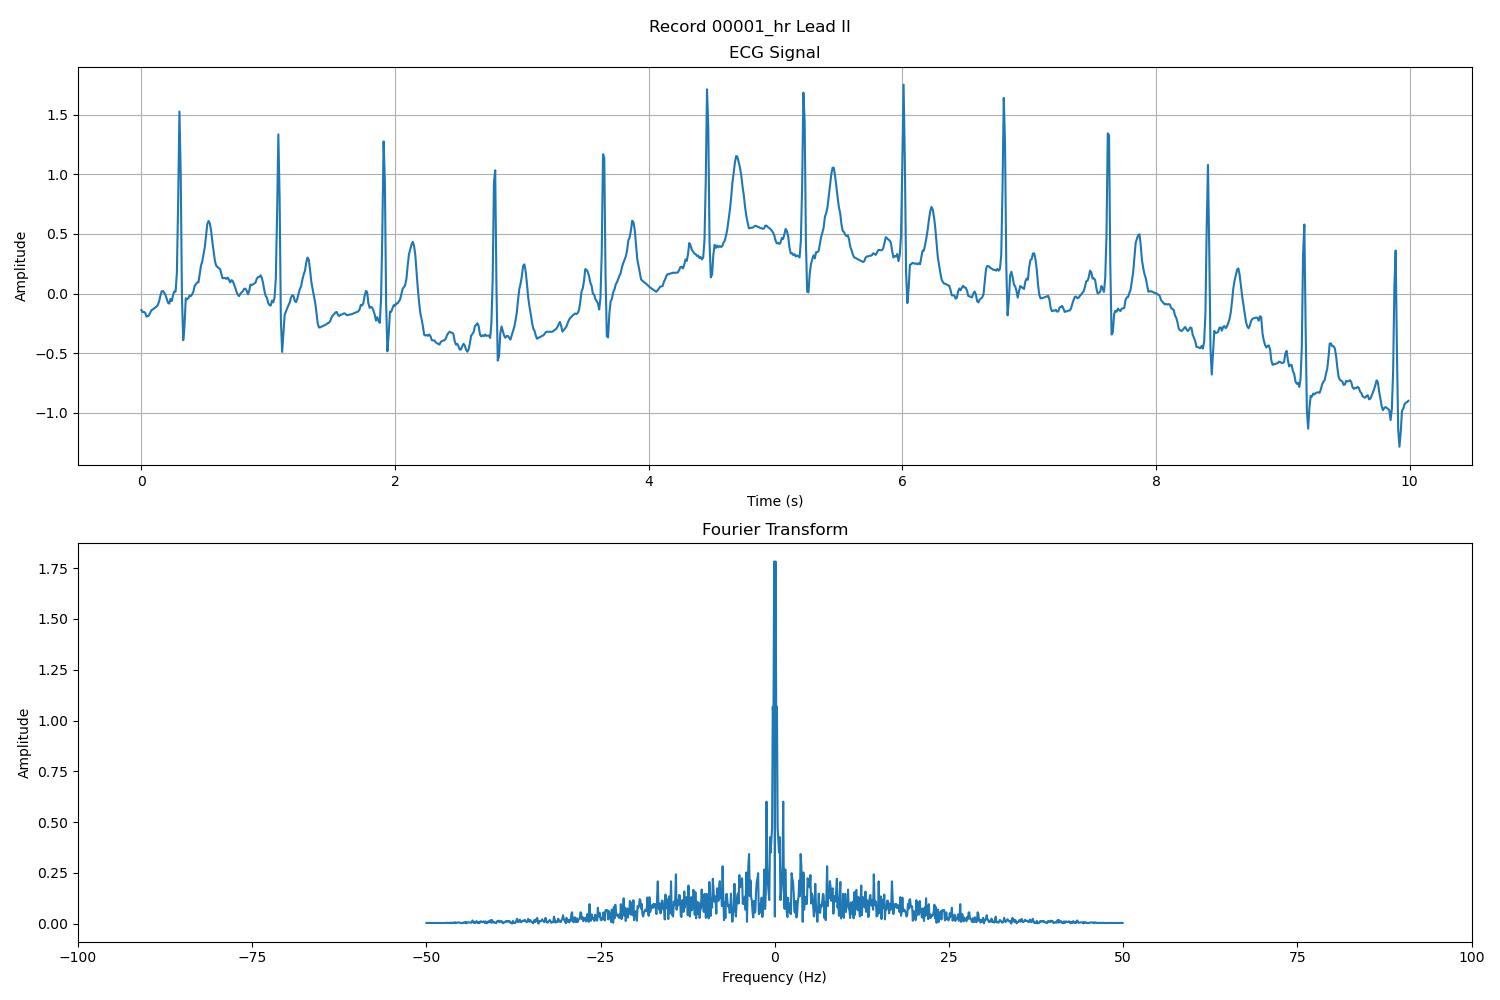 Record 00001_hr Lead II
ECG Signal
1.5
1.0
0.5
0.0
−0.5
−1.0
Amplitude
0 2 4 6 8 10
Time (s)
Fourier Transform
1.75
1.50
1.25
1.00
0.75
0.50
0.25
0.00
Amplitude
−100 −75 −50 −25 0 25 50 75 100
Frequency (Hz)